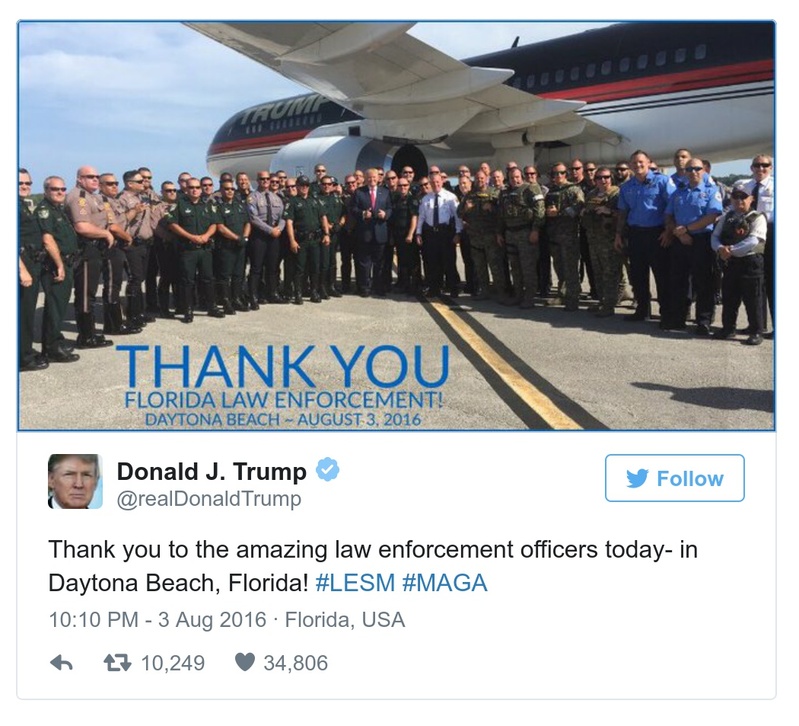 TRUMP
THANK YOU
FLORIDA LAW ENFORCEMENT!
DAYTONA BEACH ~ AUGUST 3, 2016
Donald J. Trump
@realDonaldTrump
Follow
Thank you to the amazing law enforcement officers today- in
Daytona Beach, Florida! #LESM #MAGA
10:10 PM - 3 Aug 2016 · Florida, USA
10,249 34,806